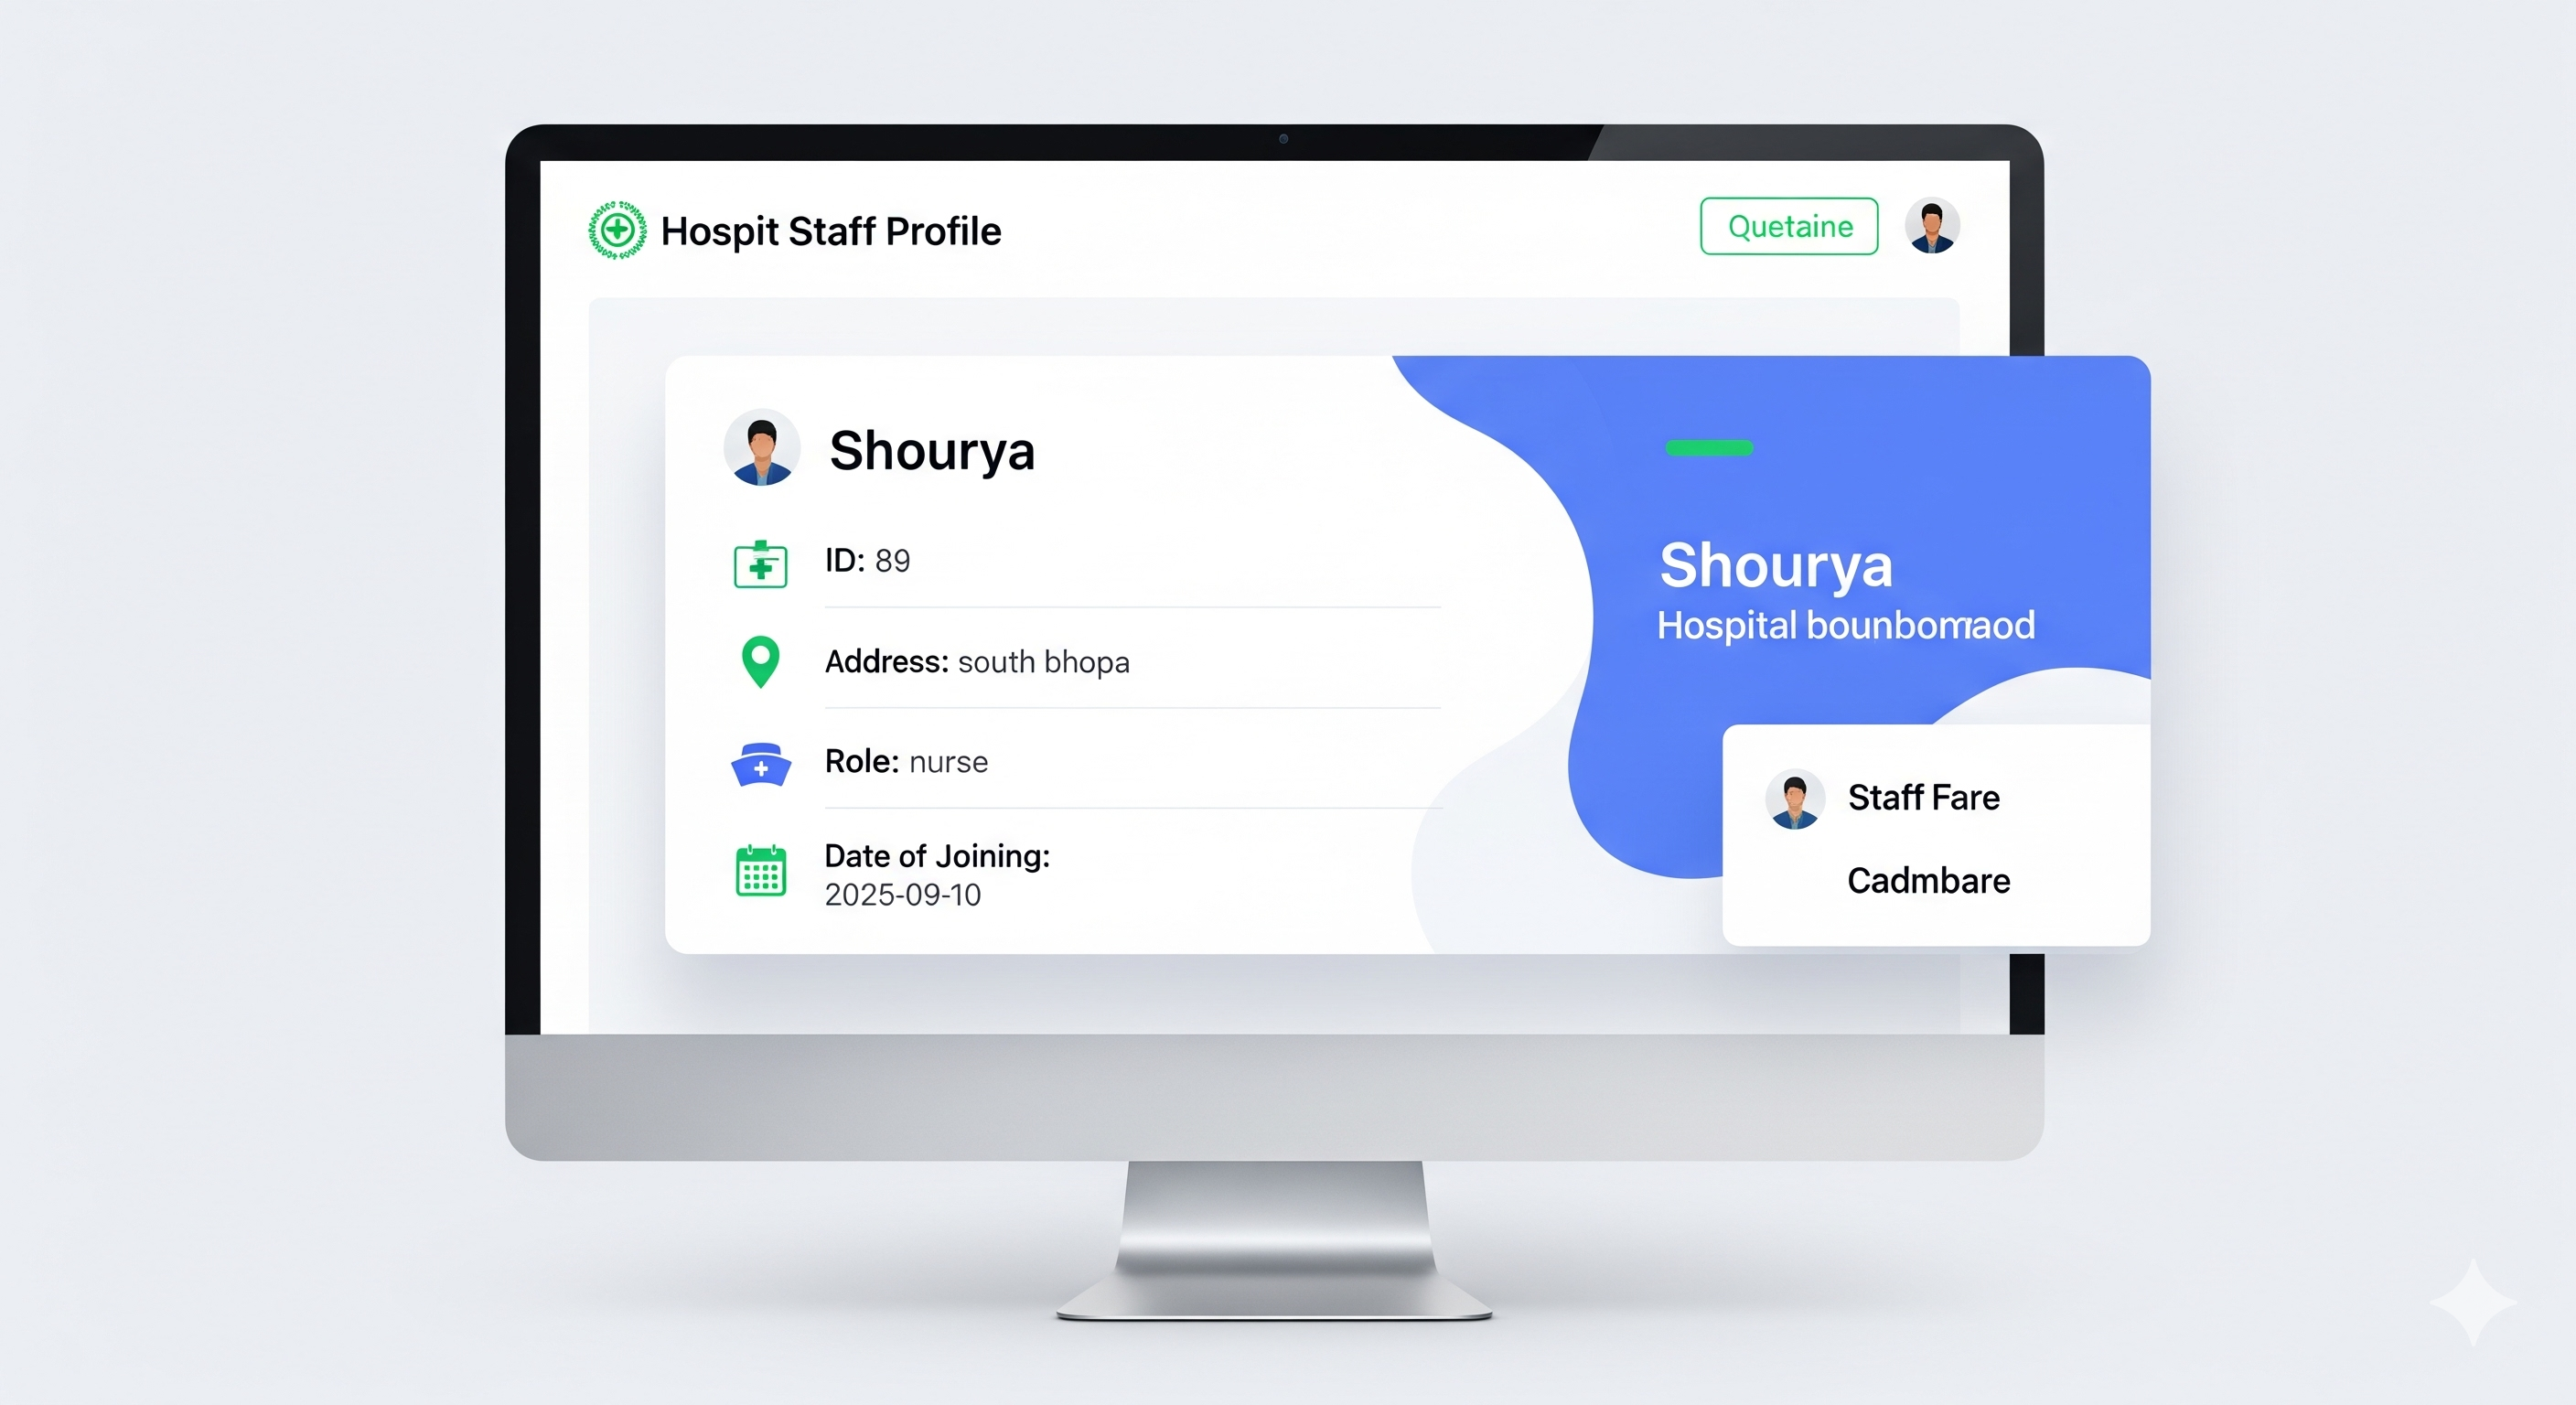 Hospit Staff Profile
Quetaine
Shourya
ID: 89
Address: south bhopa
Role: nurse
Date of Joining:
2025-09-10
Shourya
Hospital bounbomraod
Staff Fare
Cadmbare